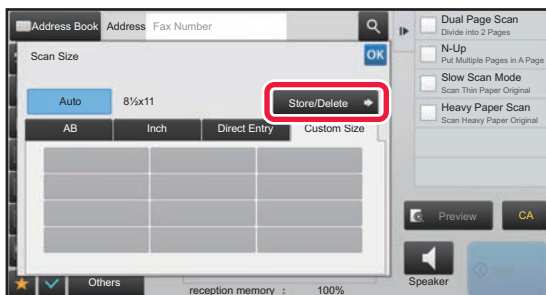 Address Book Address Fax Number
Scan Size
OK
Auto 8½x11 Store/Delete
AB Inch Direct Entry Custom Size
Others
reception memory : 100%
Dual Page Scan
Divide into 2 Pages
N-Up
Put Multiple Pages in A Page
Slow Scan Mode
Scan Thin Paper Original
Heavy Paper Scan
Scan Heavy Paper Original
Preview CA
Speaker
Start